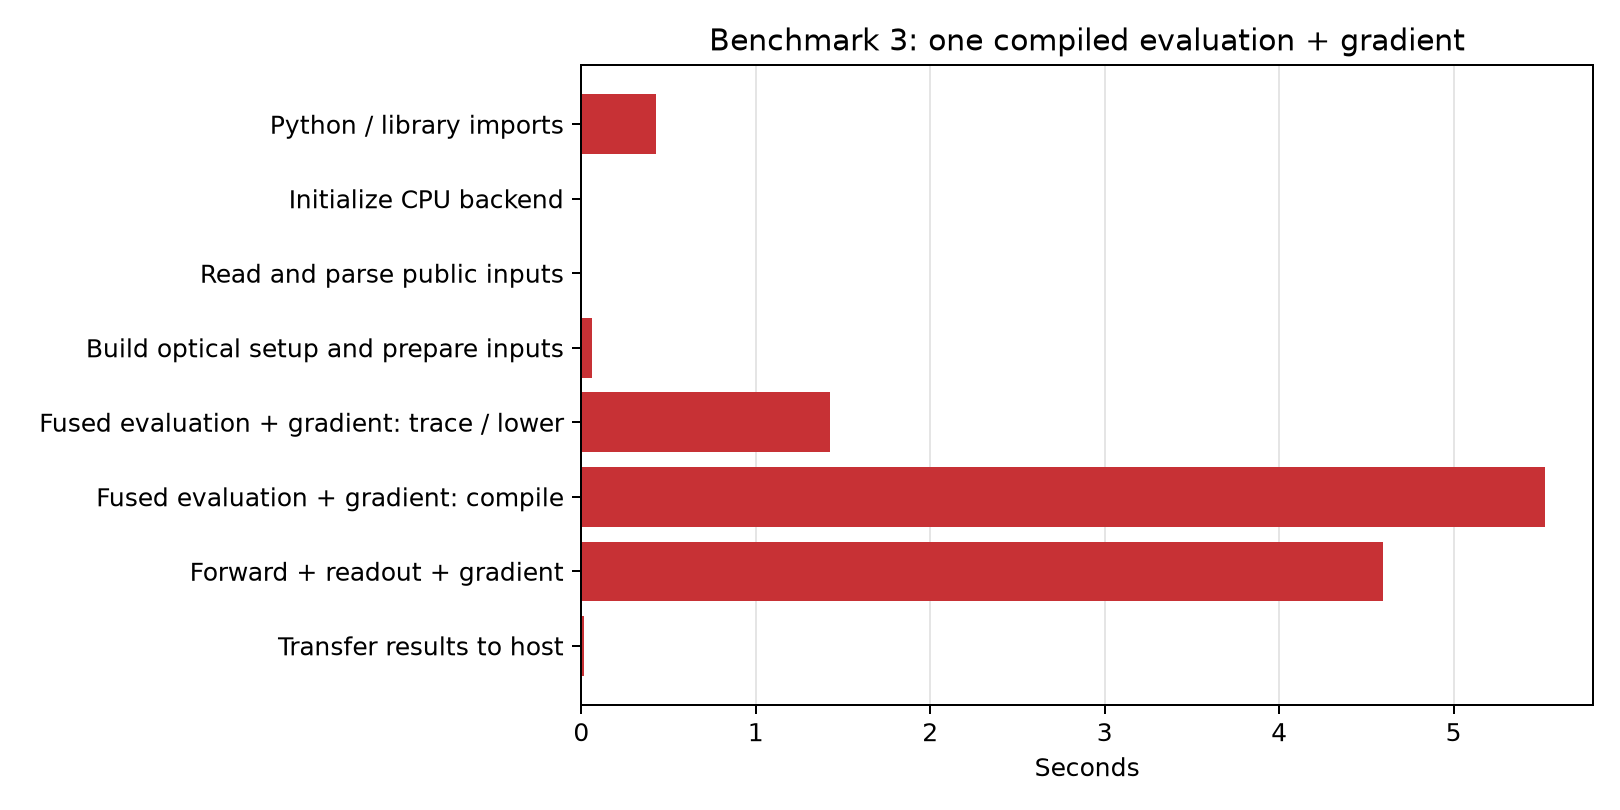 Benchmark 3: one compiled evaluation + gradient
Python / library imports
Initialize CPU backend
Read and parse public inputs
Build optical setup and prepare inputs
Fused evaluation + gradient: trace / lower
Fused evaluation + gradient: compile
Forward + readout + gradient
Transfer results to host
0 1 2 3 4 5
Seconds